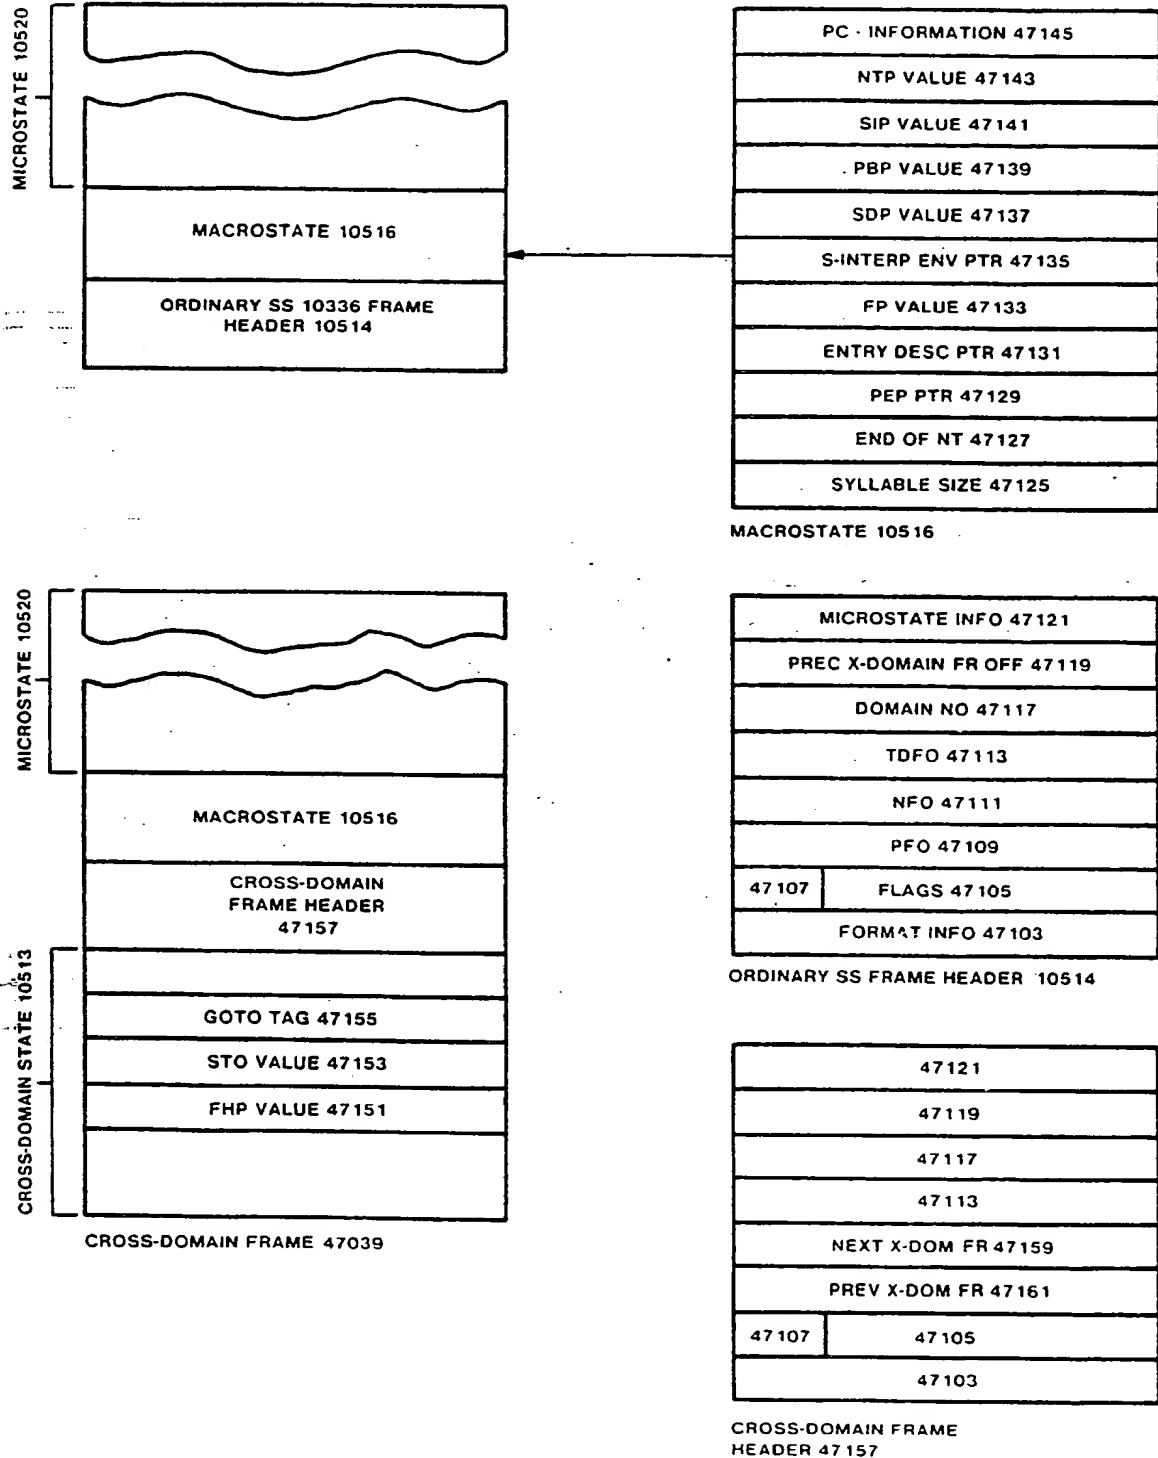 MICROSTATE 10520
MACROSTATE 10516
ORDINARY SS 10336 FRAME
HEADER 10514
PC - INFORMATION 47145
NTP VALUE 47143
SIP VALUE 47141
PBP VALUE 47139
SDP VALUE 47137
S-INTERP ENV PTR 47135
FP VALUE 47133
ENTRY DESC PTR 47131
PEP PTR 47129
END OF NT 47127
SYLLABLE SIZE 47125
MACROSTATE 10516
MICROSTATE 10520
MACROSTATE 10516
CROSS-DOMAIN
FRAME HEADER
47157
CROSS-DOMAIN STATE 10513
GOTO TAG 47155
STO VALUE 47153
FHP VALUE 47151
CROSS-DOMAIN FRAME 47039
MICROSTATE INFO 47121
PREC X-DOMAIN FR OFF 47119
DOMAIN NO 47117
TDFO 47113
NFO 47111
PFO 47109
47107 FLAGS 47105
FORMAT INFO 47103
ORDINARY SS FRAME HEADER 10514
47121
47119
47117
47113
NEXT X-DOM FR 47159
PREV X-DOM FR 47161
47107 47105
47103
CROSS-DOMAIN FRAME
HEADER 47157